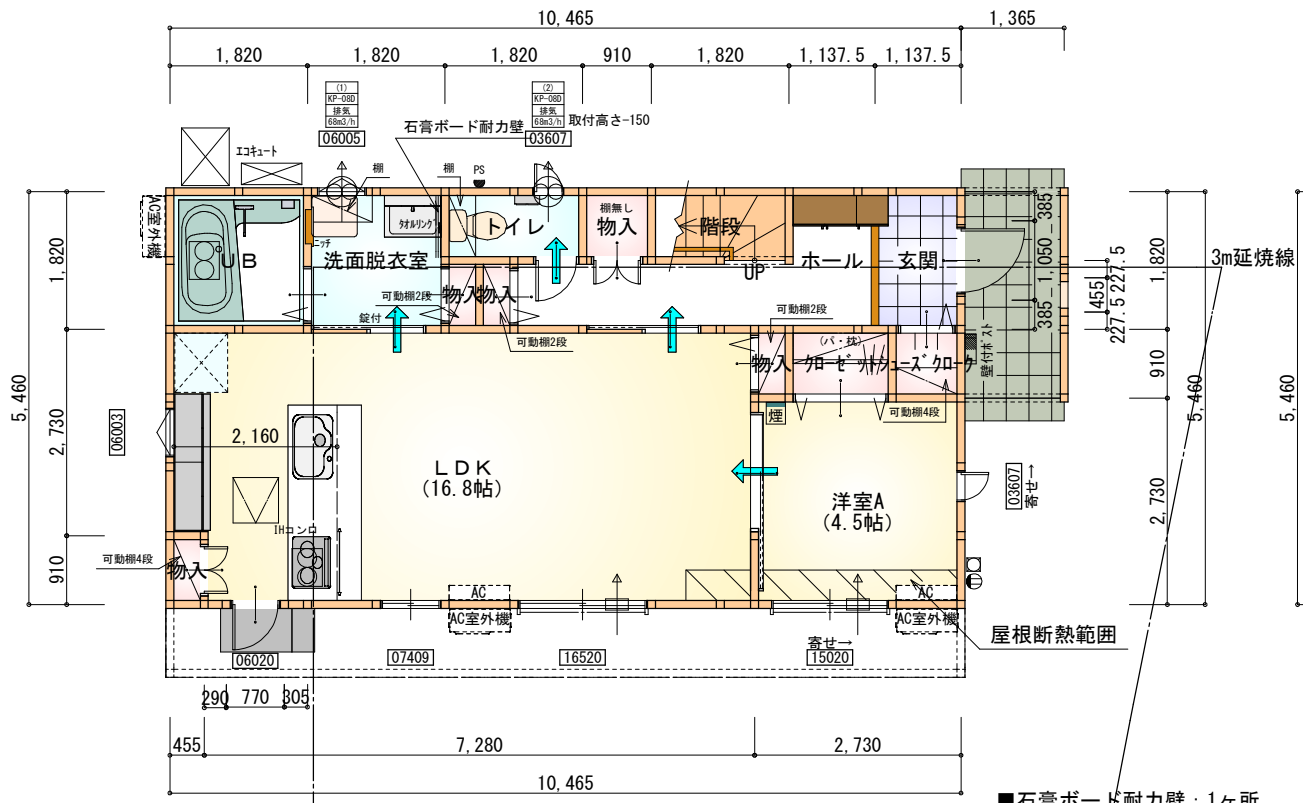 10,465
1,365
1,820
1,820
1,820
910
1,820
1,137.5
1,137.5
(1)
KP-08D
排気
68m3/h
06005
(2)
KP-08D
排気
68m3/h
取付高さ-150
03607
石膏ボード耐力壁
エコキュート
棚
棚
PS
AC室外機
UB
ニッチ
タオルリング
洗面脱衣室
トイレ
棚無し
物入
階段
UP
ホール
玄関
385
1,050
385
227.5
455
227.5
1,820
910
2,730
5,460
5,460
3m延焼線
5,460
1,820
2,730
910
可動棚2段
物入
物入
錠付
可動棚2段
可動棚2段
物入
(パ・枕)
クローゼット
シューズクローク
壁付ポスト
煙
可動棚4段
06003
2,160
LDK
(16.8帖)
洋室A
(4.5帖)
03607
寄せ→
IHコンロ
可動棚4段
物入
AC
AC室外機
AC
AC室外機
屋根断熱範囲
06020
07409
16520
寄せ→
15020
290
770
305
455
7,280
2,730
10,465
■石膏ボード耐力壁：1ヶ所